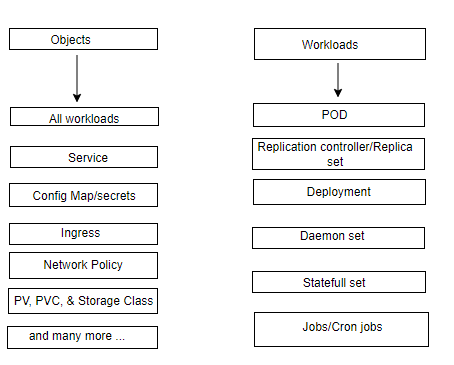 Objects
All workloads
Service
Config Map/secrets
Ingress
Network Policy
PV, PVC, & Storage Class
and many more ...
Workloads
POD
Replication controller/Replica
set
Deployment
Daemon set
Statefull set
Jobs/Cron jobs